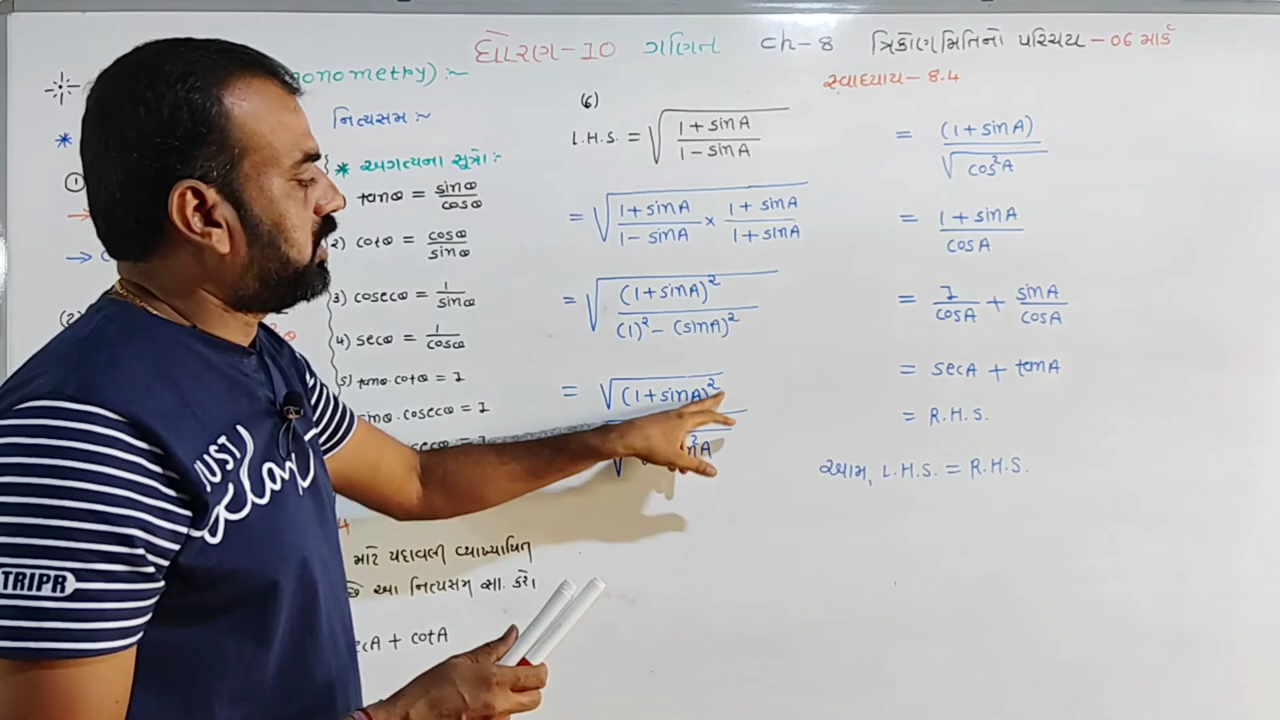 ધોરણ-10 ગણિત ch-8 ત્રિકોણમિતિનો પરિચય - 06 માર્ક
સ્વાધ્યાય - 8.4
onometry) :~
નિત્યસમ :~
* અગત્યના સૂત્રો :-
tanθ = sinθ/cosθ
2) cotθ = cosθ/sinθ
3) cosecθ = 1/sinθ
4) secθ = 1/cosθ
5) tanθ·cotθ = 1
sinθ·cosecθ = 1
માટે પદાવલી વ્યાખ્યાયિત
આ નિત્યસમ સા. કરો
ecA + cotA
(6)
L.H.S. = √((1 + sinA)/(1 - sinA))
= √((1 + sinA)/(1 - sinA) × (1 + sinA)/(1 + sinA))
= √((1 + sinA)²/((1)² - (sinA)²))
= √(1 + sinA)²
= (1 + sinA)/√cos²A
= (1 + sinA)/cosA
= 1/cosA + sinA/cosA
= secA + tanA
= R.H.S.
આમ, L.H.S. = R.H.S.
JUST
Relax
TRIPR